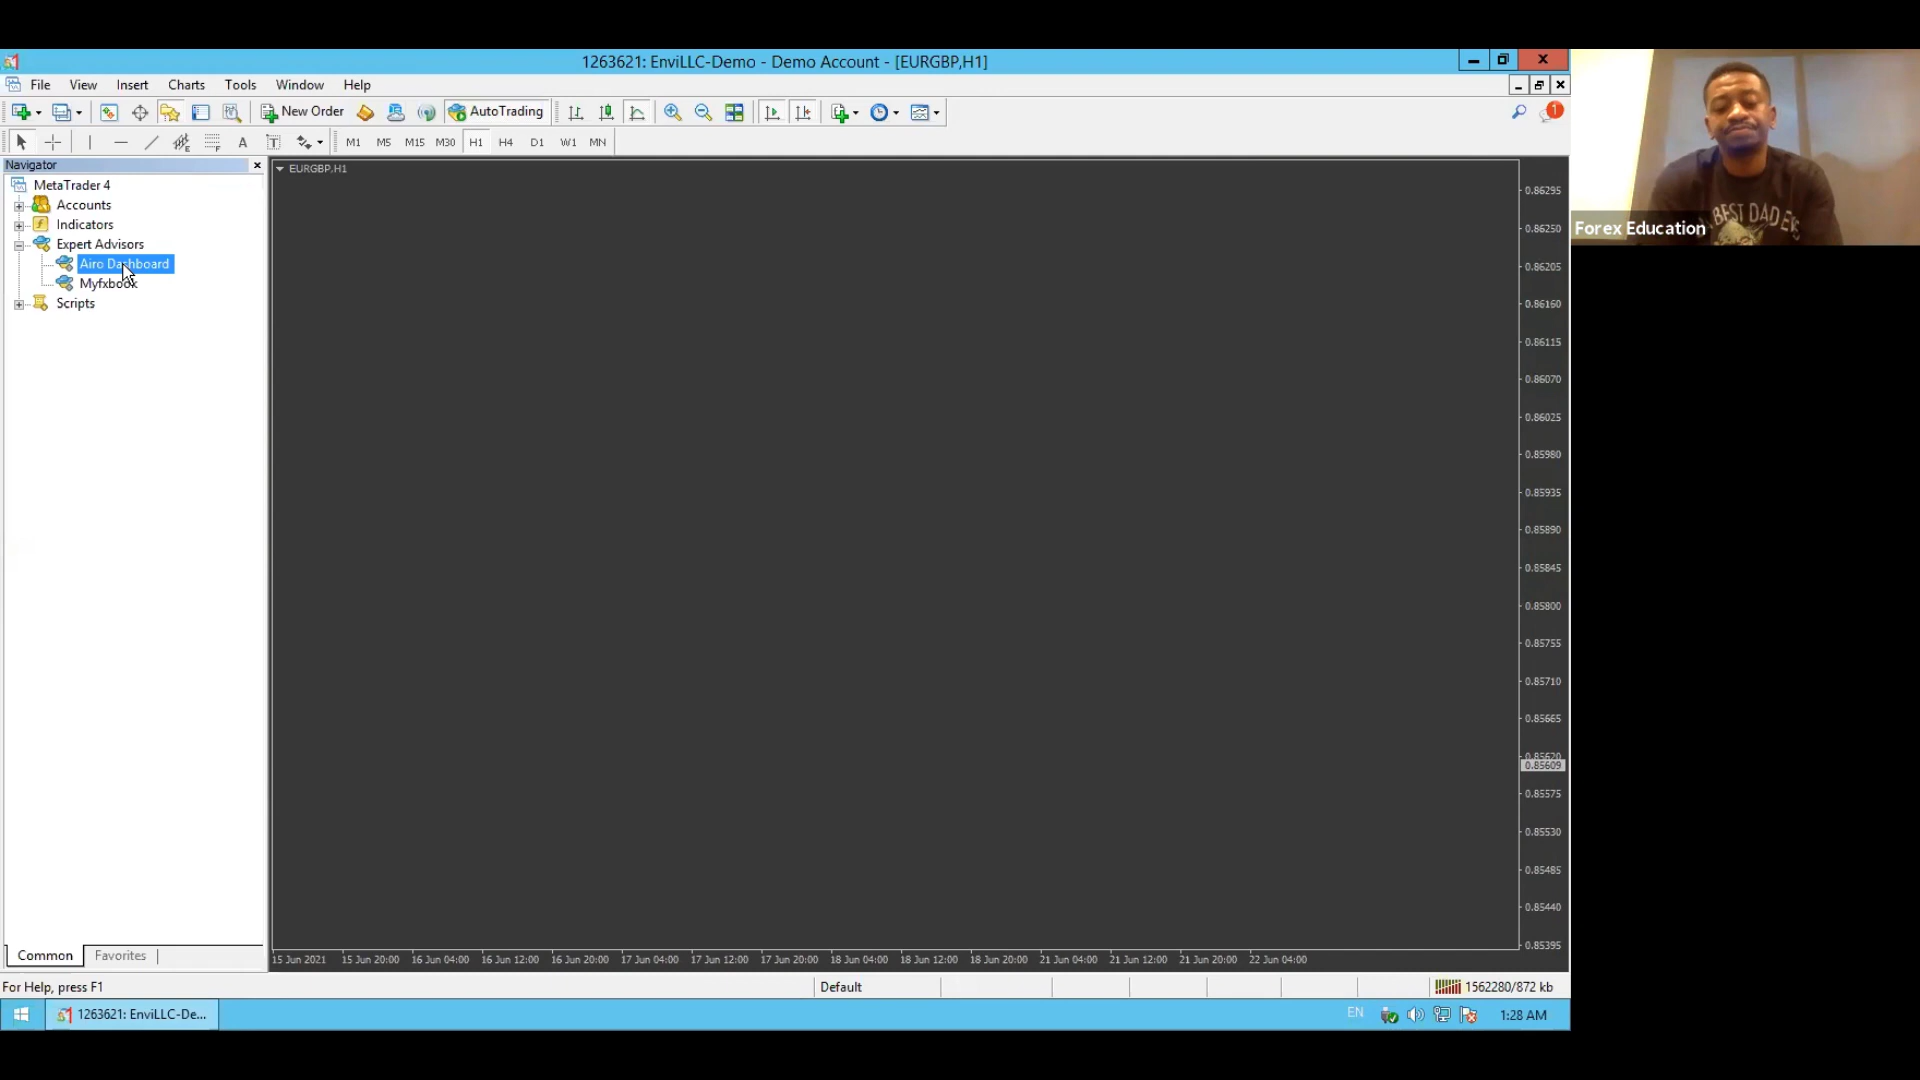 1263621: EnviLLC-Demo - Demo Account - [EURGBP,H1]
File View Insert Charts Tools Window Help
New Order AutoTrading 1
A T M1 M5 M15 M30 H1 H4 D1 W1 MN
Navigator
MetaTrader 4
Accounts
Indicators
Expert Advisors
Airo Dashboard
Myfxbook
Scripts
Common Favorites
EURGBP,H1
0.86295
0.86250
0.86205
0.86160
0.86115
0.86070
0.86025
0.85980
0.85935
0.85890
0.85845
0.85800
0.85755
0.85710
0.85665
0.85620
0.85609
0.85575
0.85530
0.85485
0.85440
0.85395
15 Jun 2021 15 Jun 20:00 16 Jun 04:00 16 Jun 12:00 16 Jun 20:00 17 Jun 04:00 17 Jun 12:00 17 Jun 20:00 18 Jun 04:00 18 Jun 12:00 18 Jun 20:00 21 Jun 04:00 21 Jun 12:00 21 Jun 20:00 22 Jun 04:00
For Help, press F1 Default 1562280/872 kb
1263621: EnviLLC-De... EN 1:28 AM
BEST DAD
Forex Education